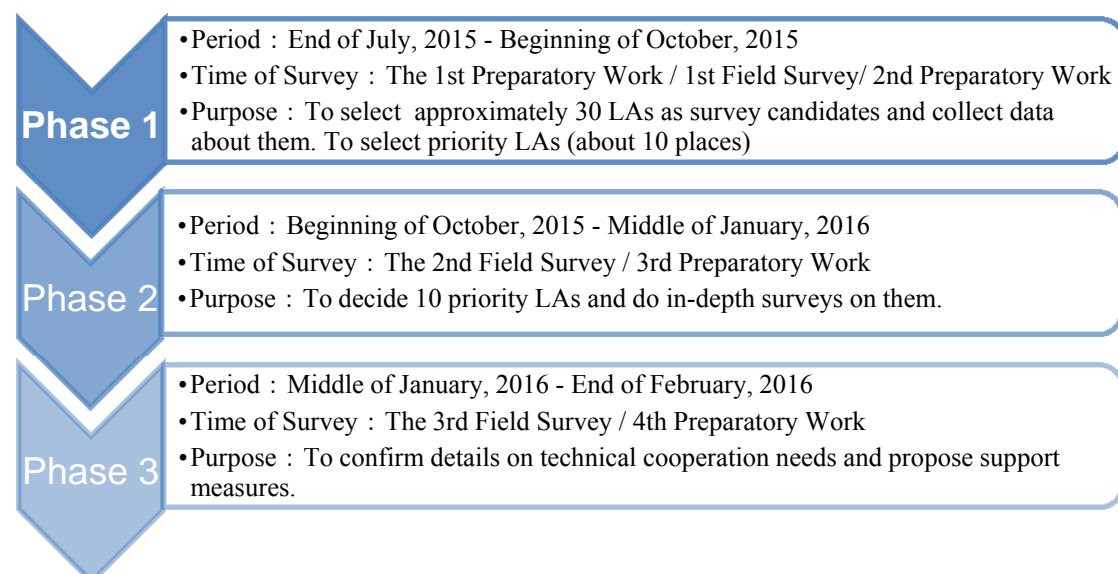 Phase 1
•Period：End of July, 2015 - Beginning of October, 2015
•Time of Survey：The 1st Preparatory Work / 1st Field Survey/ 2nd Preparatory Work
•Purpose：To select approximately 30 LAs as survey candidates and collect data
about them. To select priority LAs (about 10 places)
Phase 2
•Period：Beginning of October, 2015 - Middle of January, 2016
•Time of Survey：The 2nd Field Survey / 3rd Preparatory Work
•Purpose：To decide 10 priority LAs and do in-depth surveys on them.
Phase 3
•Period：Middle of January, 2016 - End of February, 2016
•Time of Survey：The 3rd Field Survey / 4th Preparatory Work
•Purpose：To confirm details on technical cooperation needs and propose support
measures.